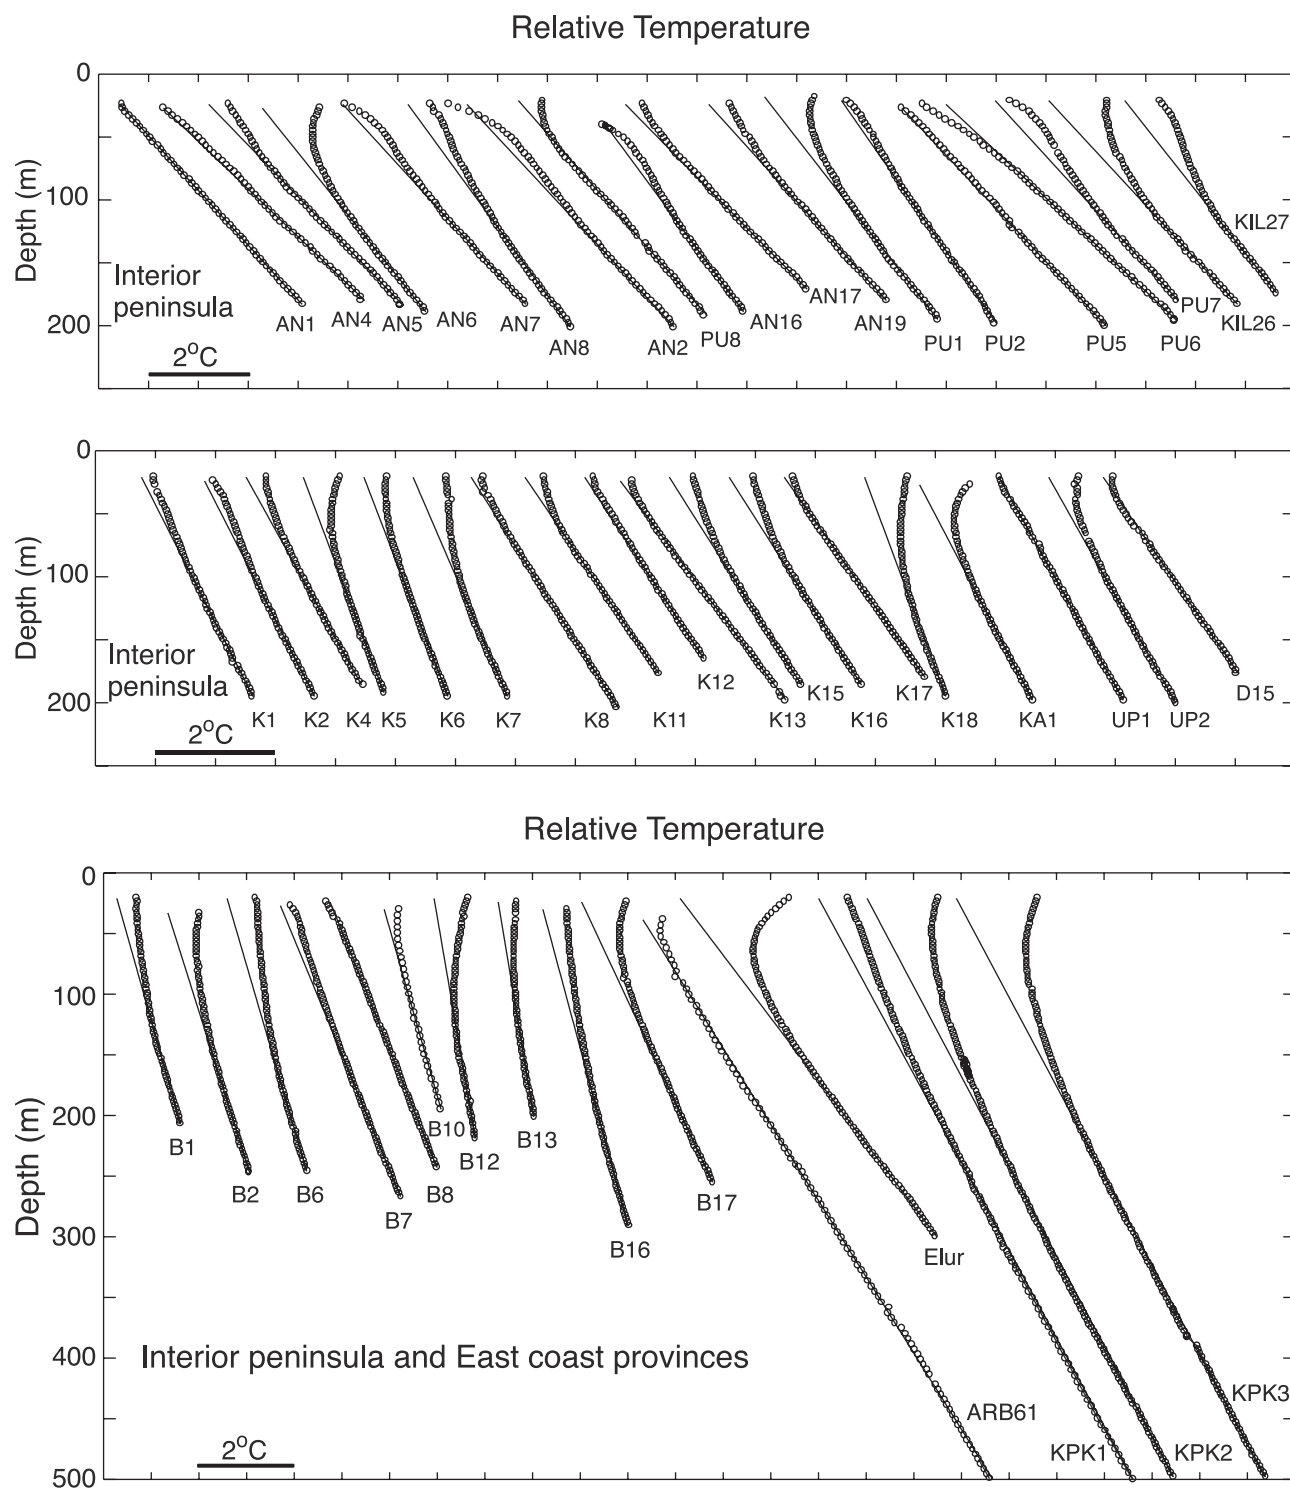 Relative Temperature
0
100
200
Depth (m)
Interior
peninsula
2°C
AN1 AN4 AN5 AN6 AN7 AN8 AN2 PU8 AN16 AN17 AN19 PU1 PU2 PU5 PU6 PU7 KIL26 KIL27
0
100
200
Depth (m)
Interior
peninsula
2°C
K1 K2 K4 K5 K6 K7 K8 K11 K12 K13 K15 K16 K17 K18 KA1 UP1 UP2 D15
Relative Temperature
0
100
200
300
400
500
Depth (m)
B1 B2 B6 B7 B8 B10 B12 B13 B16 B17 Elur
ARB61 KPK1 KPK2 KPK3
Interior peninsula and East coast provinces
2°C